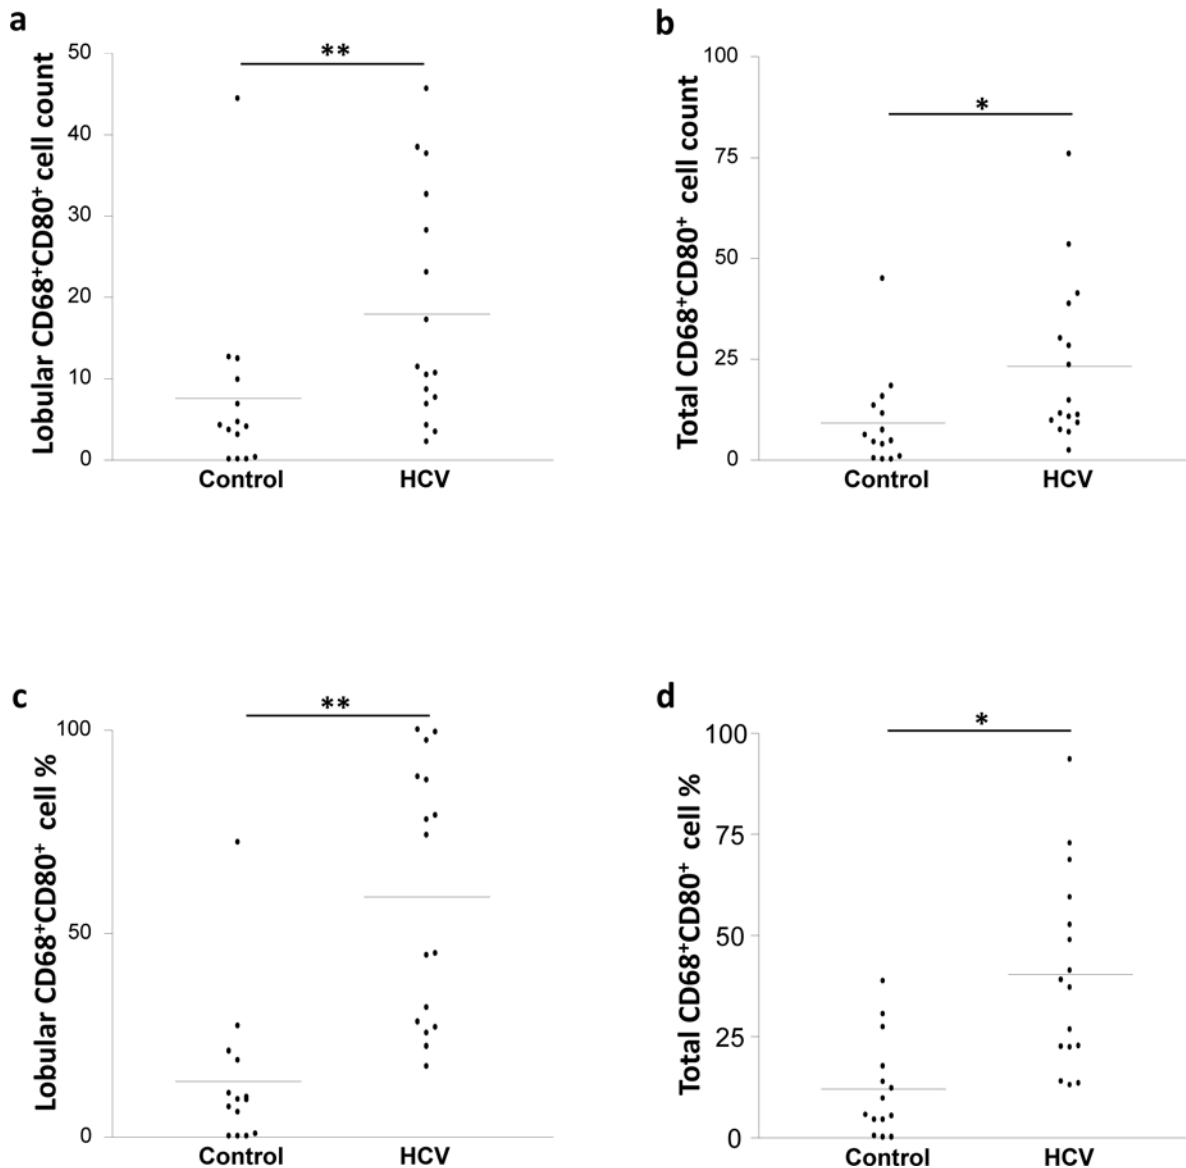 a
**
Lobular CD68⁺CD80⁺ cell count
50
40
30
20
10
0
Control HCV
b
*
Total CD68⁺CD80⁺ cell count
100
75
50
25
0
Control HCV
c
**
Lobular CD68⁺CD80⁺ cell %
100
50
0
Control HCV
d
*
Total CD68⁺CD80⁺ cell %
100
75
50
25
0
Control HCV